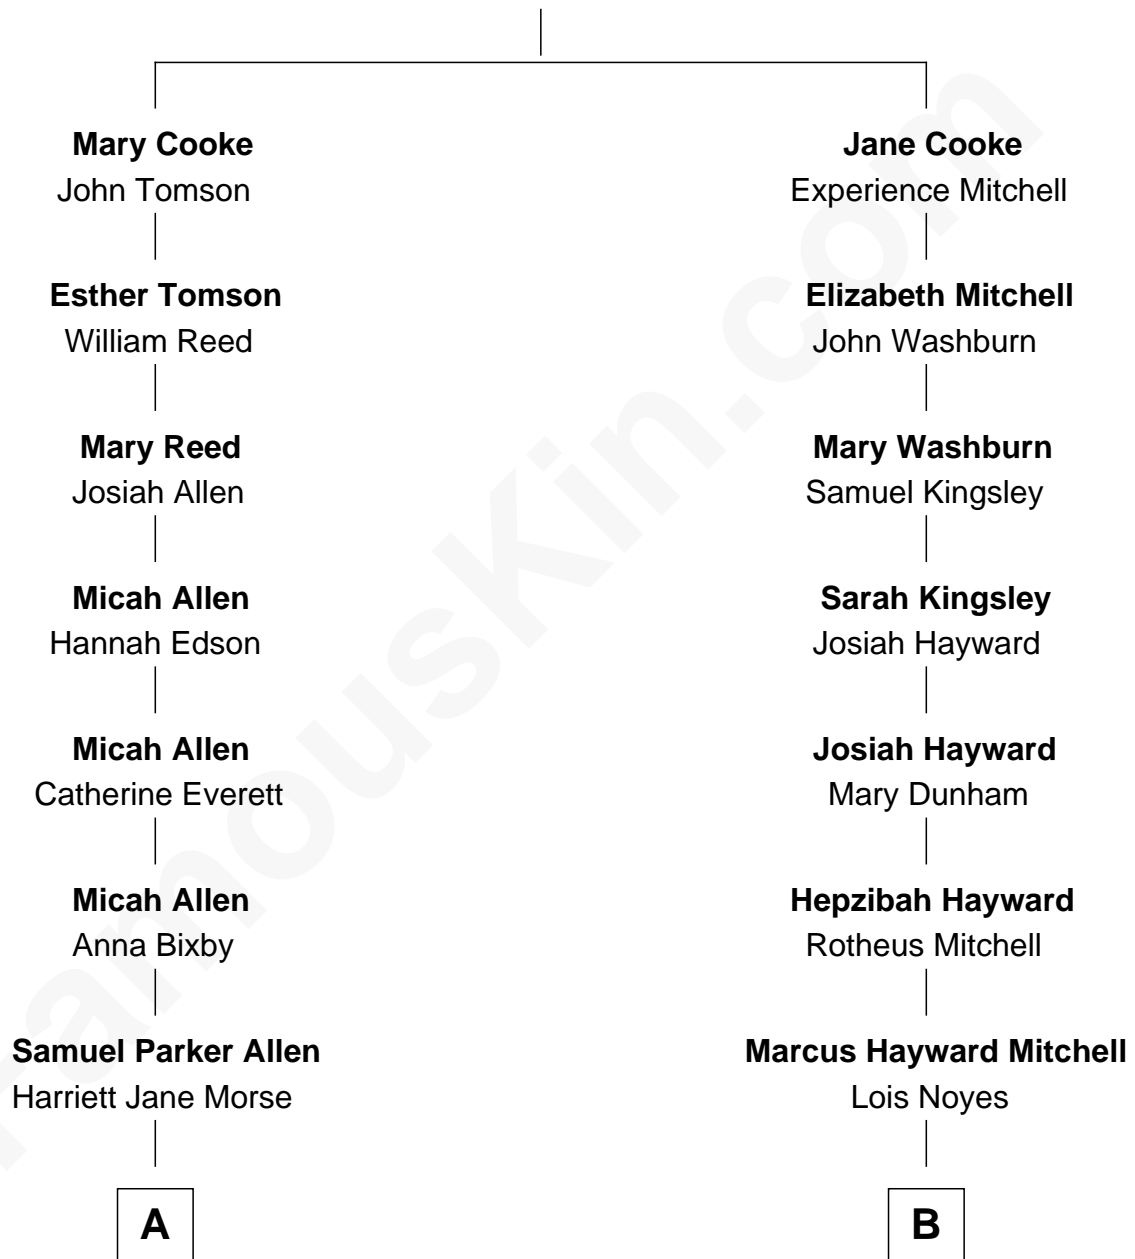 Mary Cooke
John Tomson
Jane Cooke
Experience Mitchell
Esther Tomson
William Reed
Elizabeth Mitchell
John Washburn
Mary Reed
Josiah Allen
Mary Washburn
Samuel Kingsley
Micah Allen
Hannah Edson
Sarah Kingsley
Josiah Hayward
Micah Allen
Catherine Everett
Josiah Hayward
Mary Dunham
Micah Allen
Anna Bixby
Hepzibah Hayward
Rotheus Mitchell
Samuel Parker Allen
Harriett Jane Morse
Marcus Hayward Mitchell
Lois Noyes
A
B
FamousKin.com